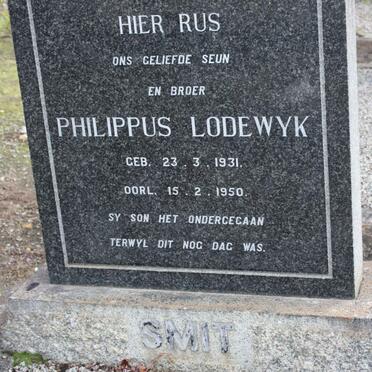 HIER RUS
ONS GELIEFDE SEUN
EN BROER
PHILIPPUS LODEWYK
GEB. 23.3.1931.
OORL. 15.2.1950.
SY SON HET ONDERGEGAAN
TERWYL DIT NOG DAG WAS.
SMIT